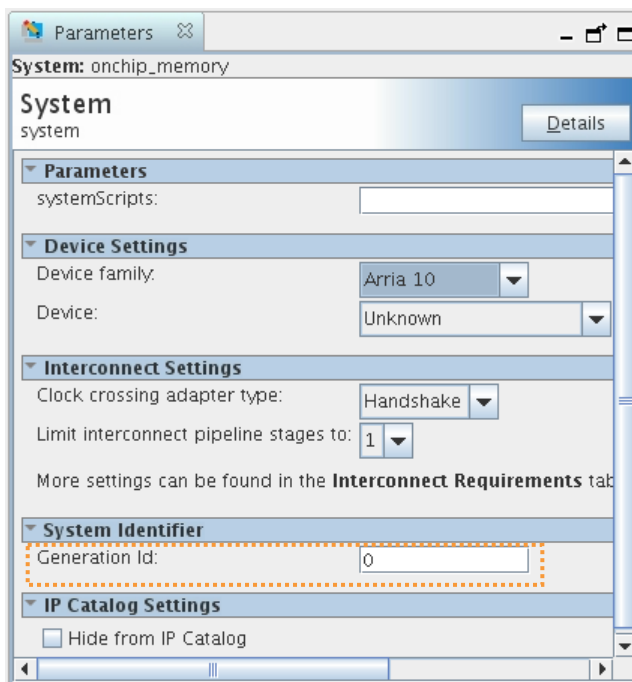 Parameters
System: onchip_memory
System
system
Details
Parameters
systemScripts:
Device Settings
Device family: Arria 10
Device: Unknown
Interconnect Settings
Clock crossing adapter type: Handshake
Limit interconnect pipeline stages to: 1
More settings can be found in the Interconnect Requirements tab
System Identifier
Generation Id: 0
IP Catalog Settings
Hide from IP Catalog